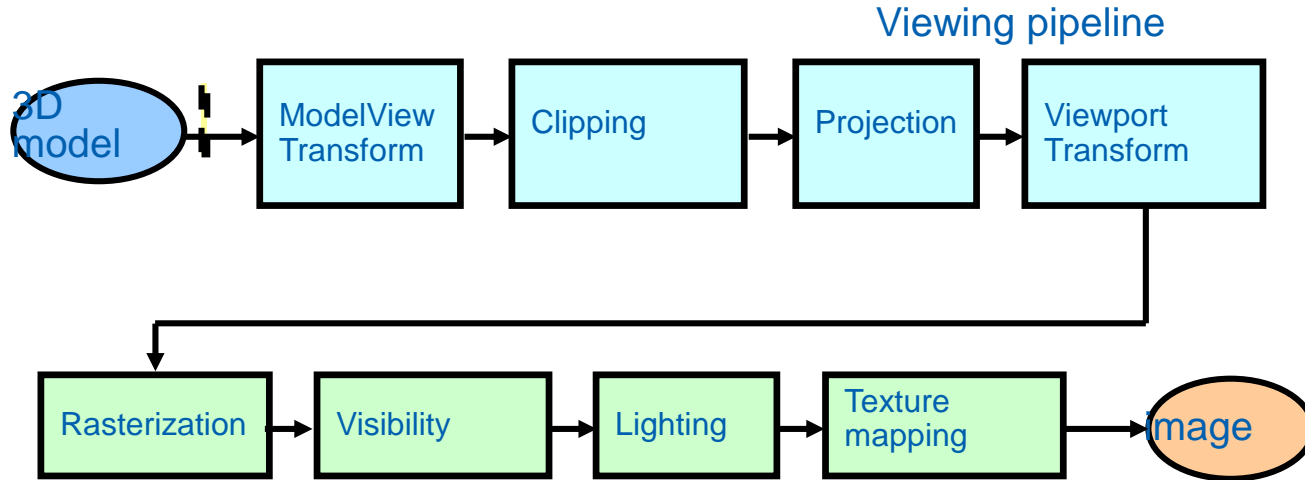 Viewing pipeline
3D
model
ModelView
Transform
Clipping
Projection
Viewport
Transform
Rasterization
Visibility
Lighting
Texture
mapping
image